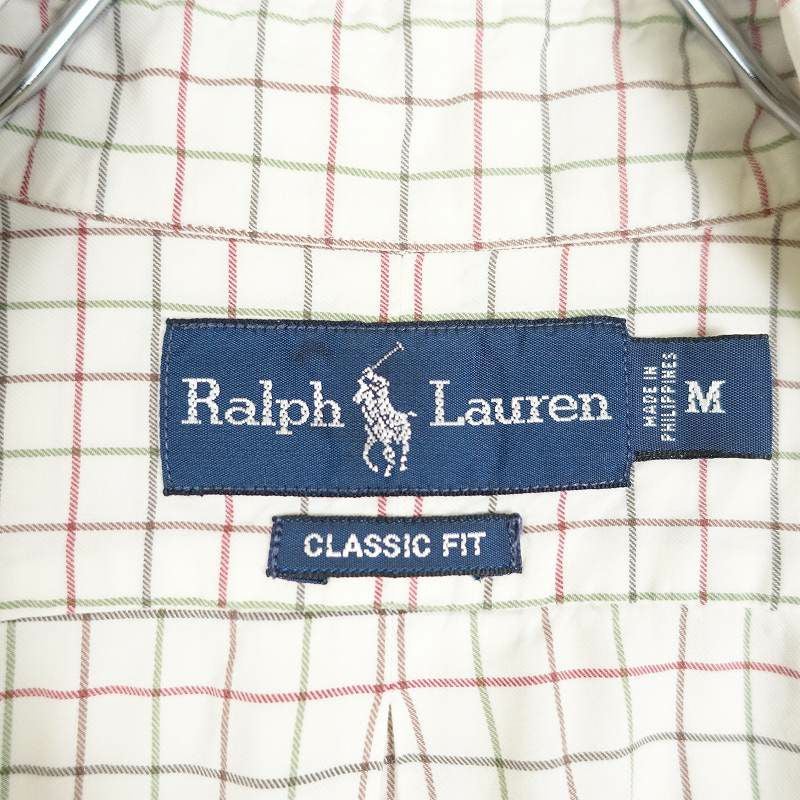 Ralph Lauren
MADE IN
PHILIPPINES
M
CLASSIC FIT